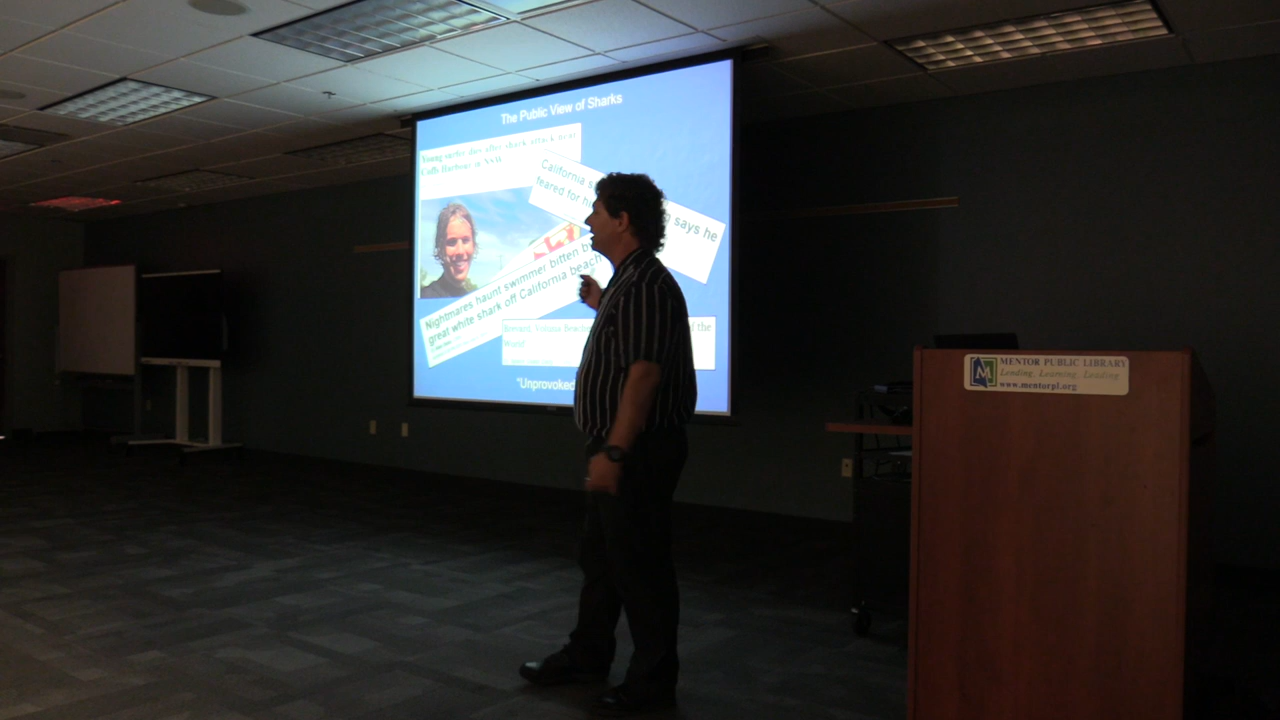 The Public View of Sharks
Young surfer dies after shark attack near
Coffs Harbour in NSW
California s
feared for h
g says he
Nightmares haunt swimmer bitten b
great white shark off California beach
the
World
"Unprovoked
MENTOR PUBLIC LIBRARY
Lending, Learning, Leading
www.mentorpl.org